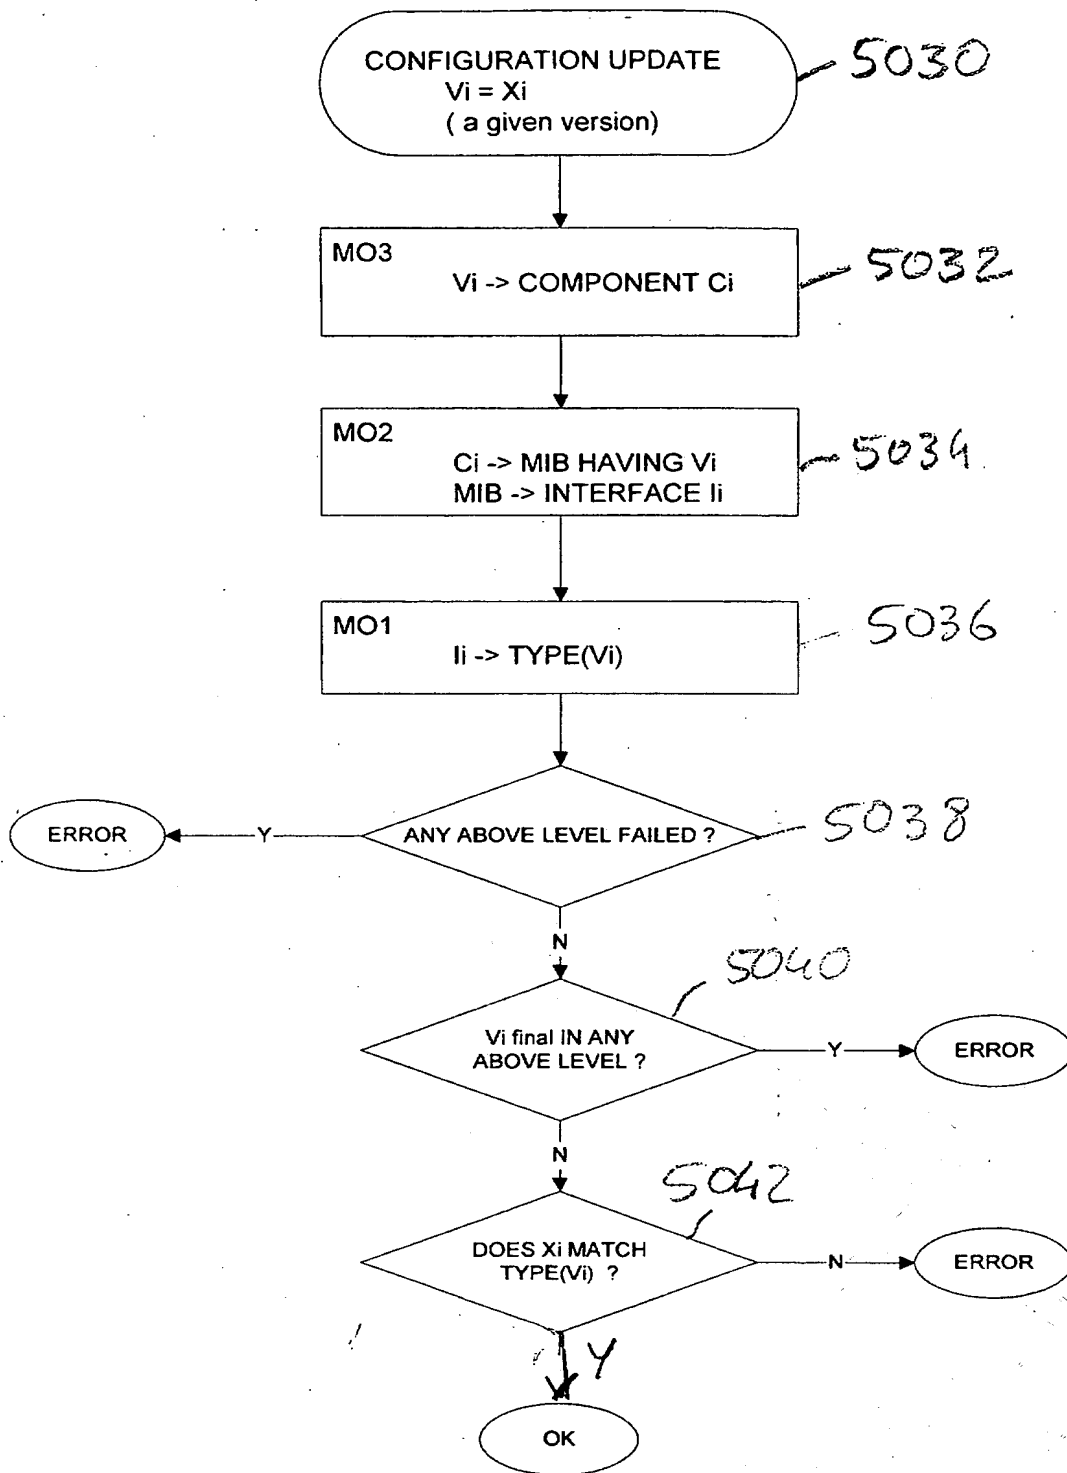 CONFIGURATION UPDATE
Vi = Xi
( a given version)
5030
MO3
Vi -> COMPONENT Ci
5032
MO2
Ci -> MIB HAVING Vi
MIB -> INTERFACE Ii
5034
MO1
Ii -> TYPE(Vi)
5036
ERROR
Y
ANY ABOVE LEVEL FAILED ?
5038
N
5040
Vi final IN ANY
ABOVE LEVEL ?
Y
ERROR
N
5042
DOES Xi MATCH
TYPE(Vi) ?
N
ERROR
Y
OK